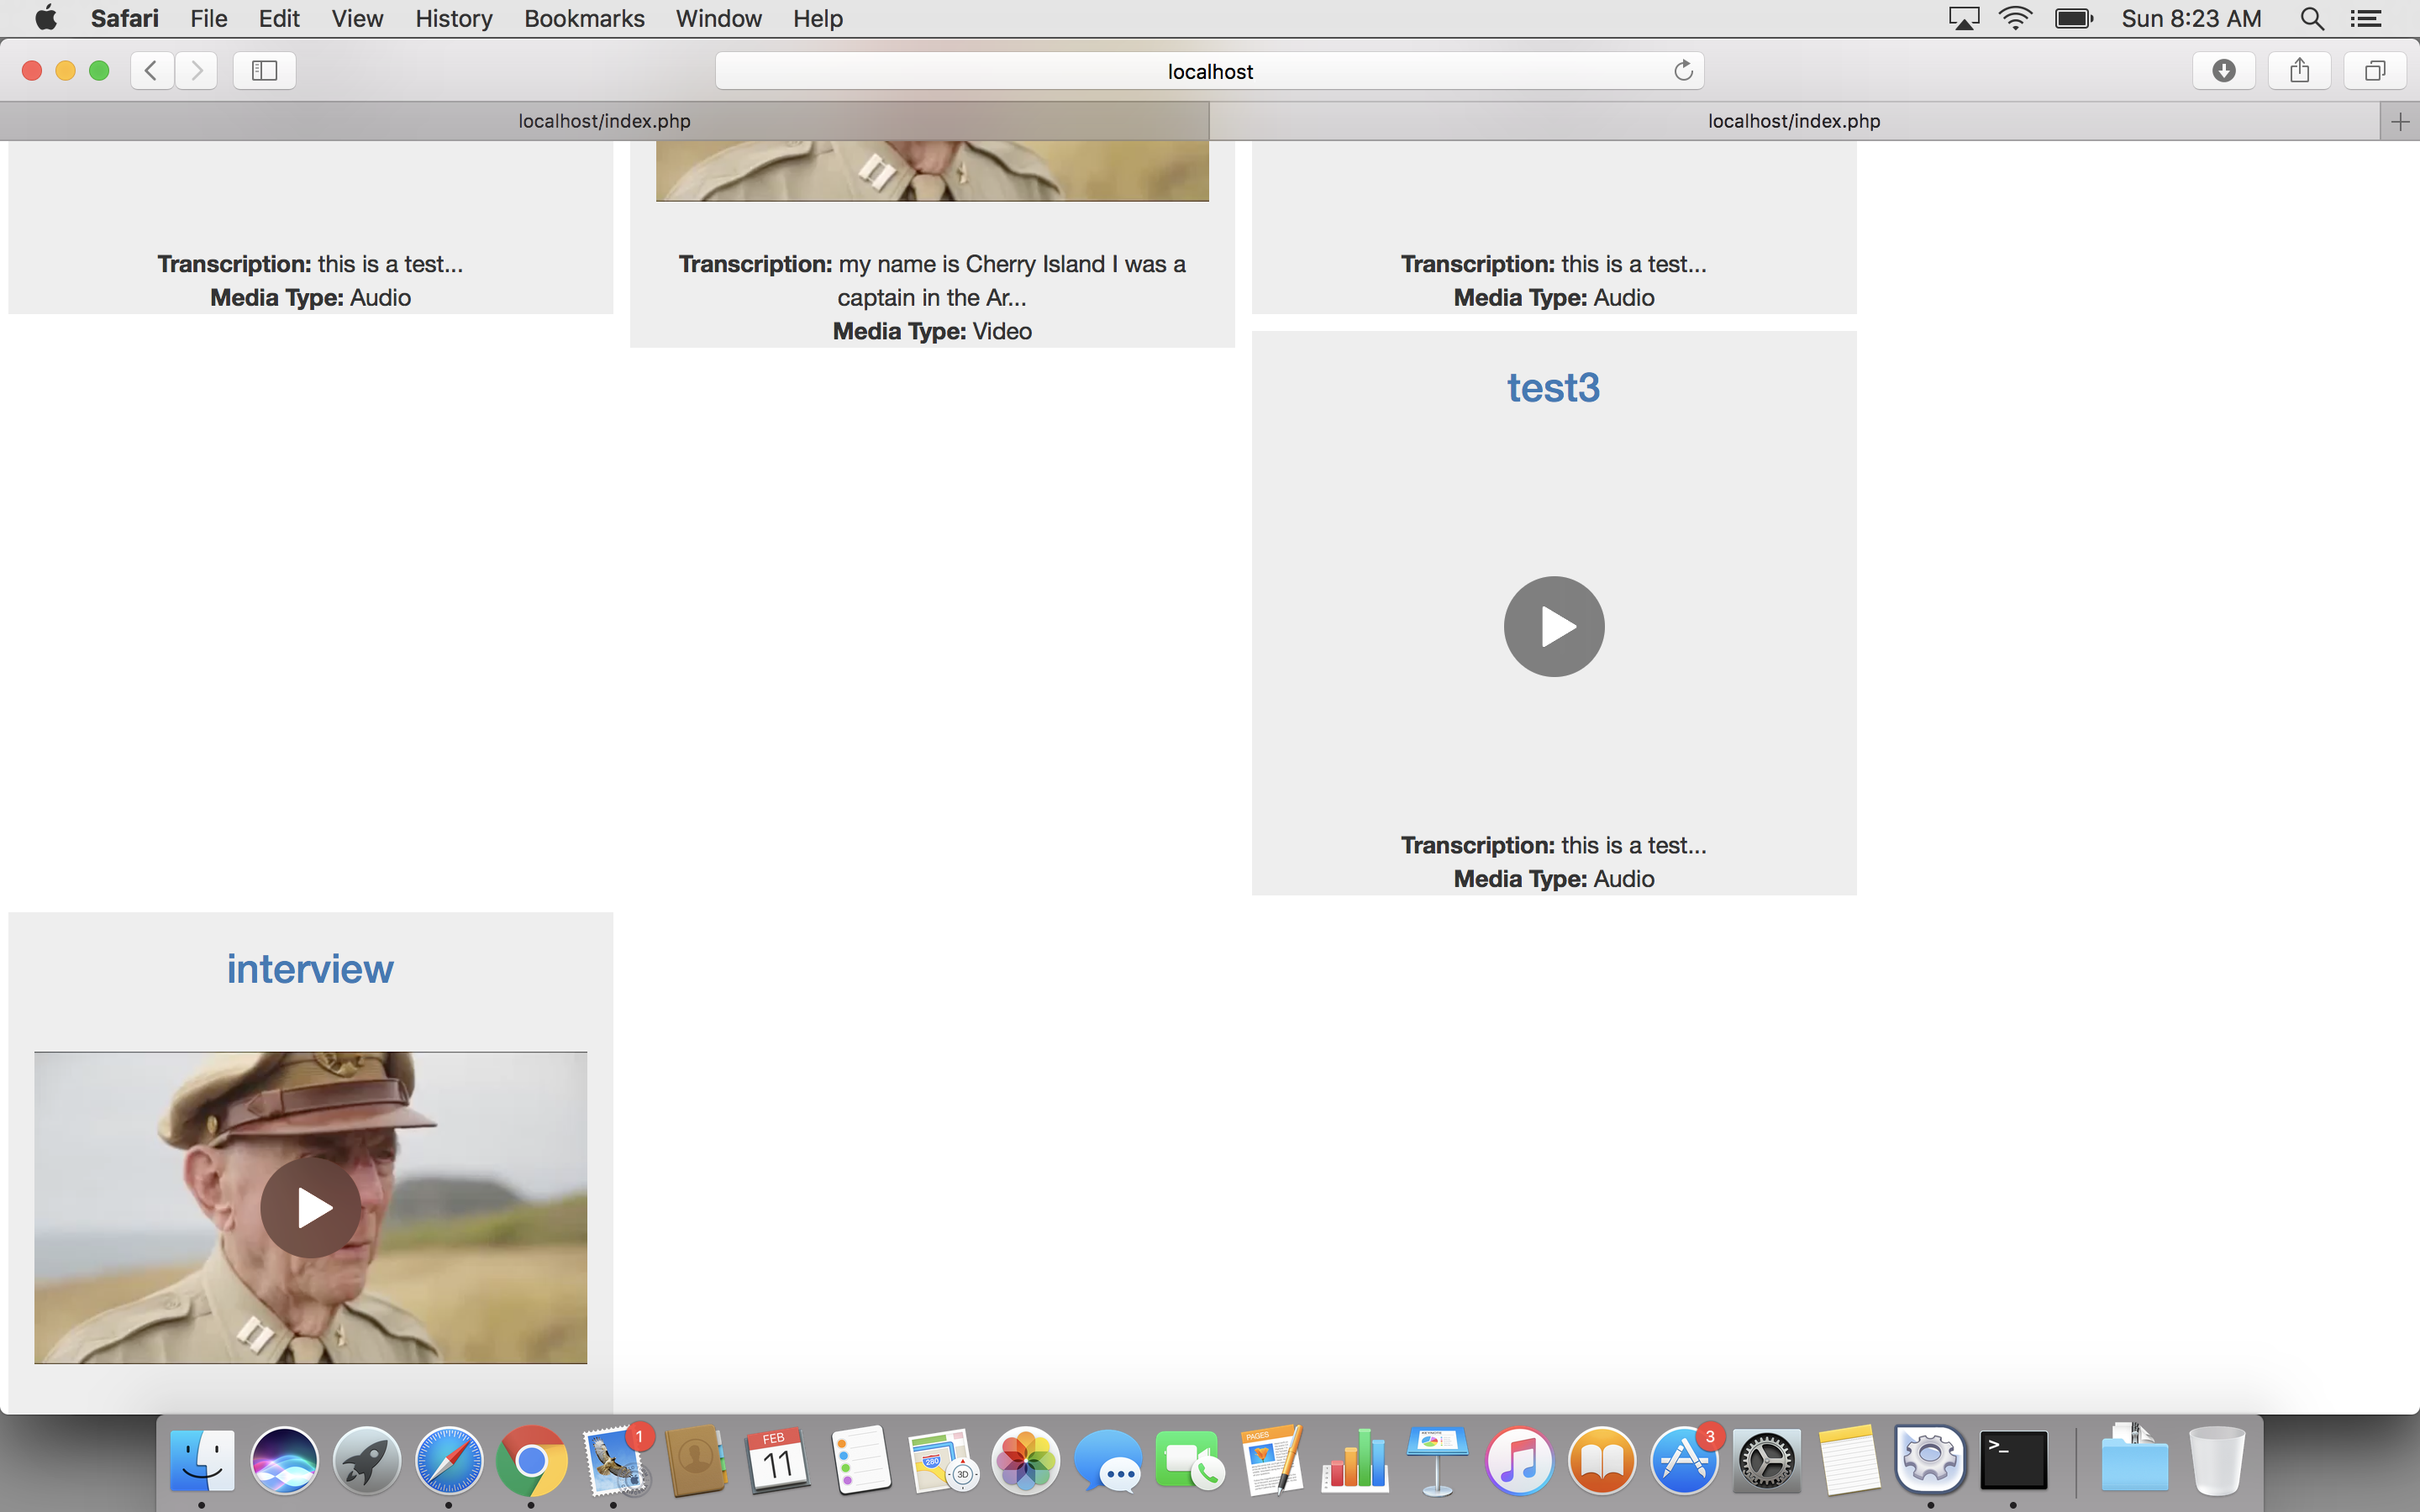 Safari File Edit View History Bookmarks Window Help Sun 8:23 AM
localhost
localhost/index.php localhost/index.php
Transcription: this is a test...
Media Type: Audio
Transcription: my name is Cherry Island I was a
captain in the Ar...
Media Type: Video
Transcription: this is a test...
Media Type: Audio
test3
Transcription: this is a test...
Media Type: Audio
interview
1
FEB
11
280
3D
PAGES
3
>_